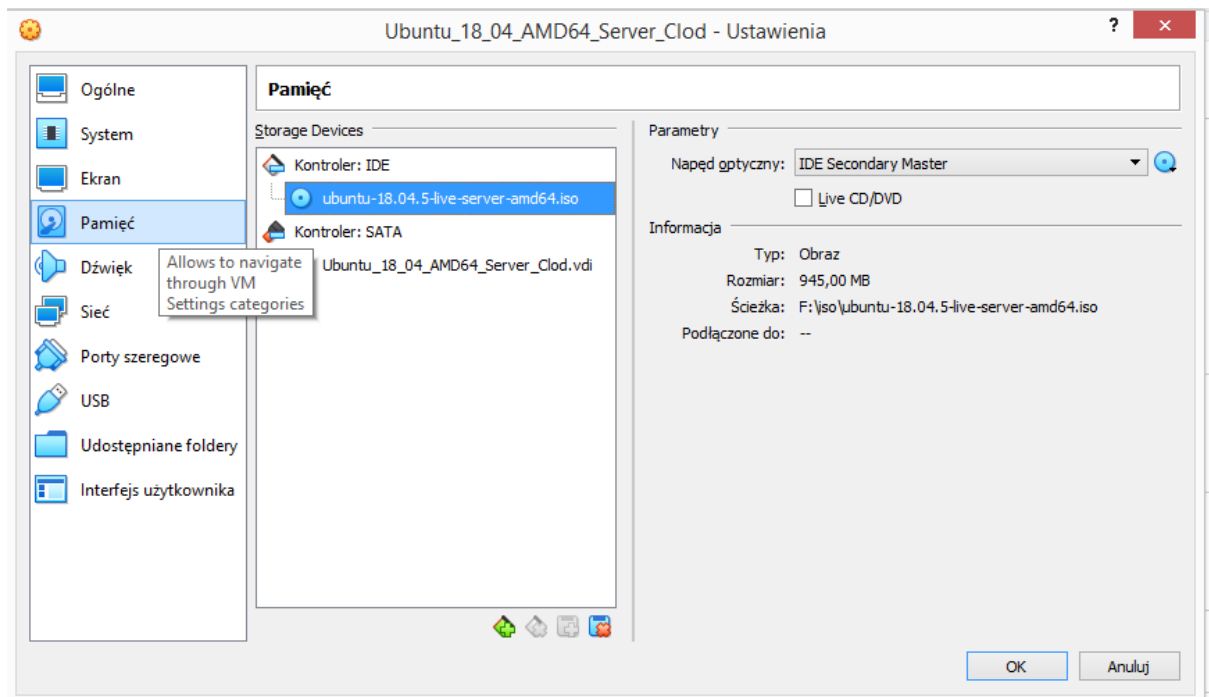 Ubuntu_18_04_AMD64_Server_Clod - Ustawienia
?
Ogólne
System
Ekran
Pamięć
Dźwięk
Sieć
Porty szeregowe
USB
Udostępniane foldery
Interfejs użytkownika
Allows to navigate
through VM
Settings categories
Pamięć
Storage Devices
Kontroler: IDE
ubuntu-18.04.5-live-server-amd64.iso
Kontroler: SATA
Ubuntu_18_04_AMD64_Server_Clod.vdi
Parametry
Napęd optyczny: IDE Secondary Master
Live CD/DVD
Informacja
Typ: Obraz
Rozmiar: 945,00 MB
Ścieżka: F:\iso\ubuntu-18.04.5-live-server-amd64.iso
Podłączone do: --
OK
Anuluj